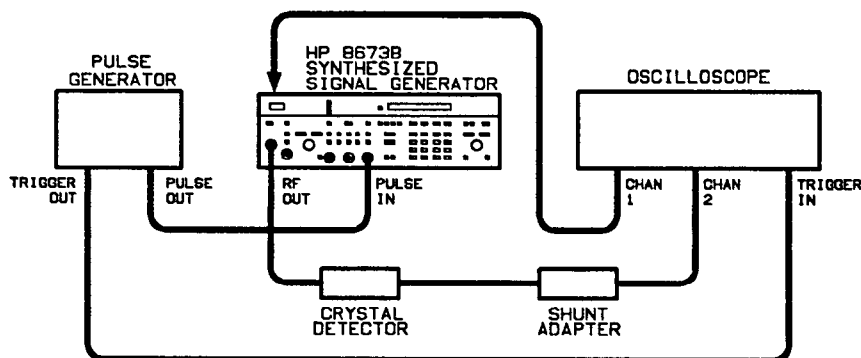 PULSE
GENERATOR
HP 8673B
SYNTHESIZED
SIGNAL GENERATOR
OSCILLOSCOPE
TRIGGER
OUT
PULSE
OUT
RF
OUT
PULSE
IN
CHAN
1
CHAN
2
TRIGGER
IN
CRYSTAL
DETECTOR
SHUNT
ADAPTER